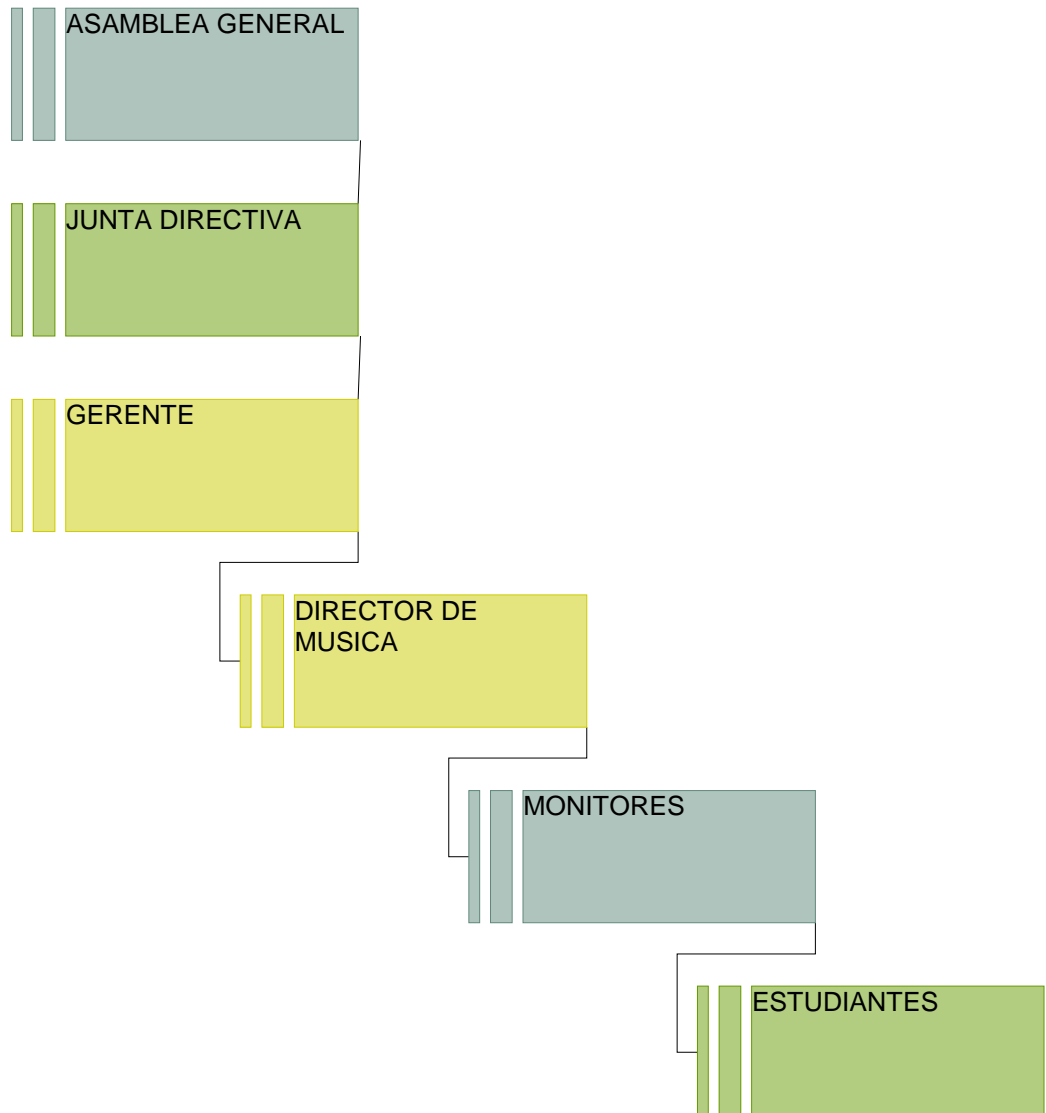 ASAMBLEA GENERAL
JUNTA DIRECTIVA
GERENTE
DIRECTOR DE
MUSICA
MONITORES
ESTUDIANTES